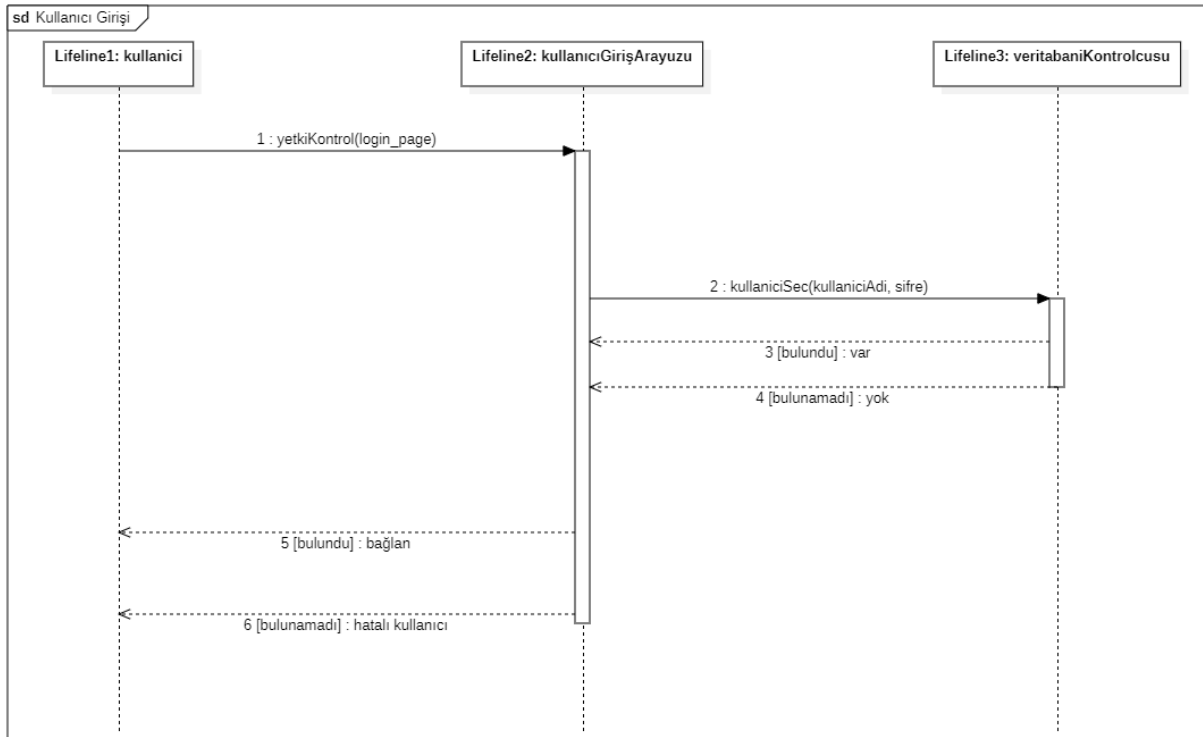 sd Kullanıcı Girişi
Lifeline1: kullanici
Lifeline2: kullanıcıGirişArayuzu
Lifeline3: veritabaniKontrolcusu
1 : yetkiKontrol(login_page)
2 : kullaniciSec(kullaniciAdi, sifre)
3 [bulundu] : var
4 [bulunamadı] : yok
5 [bulundu] : bağlan
6 [bulunamadı] : hatalı kullanıcı